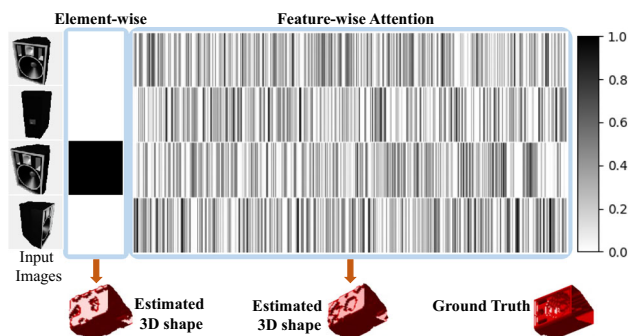 Element-wise
Feature-wise Attention
1.0
0.8
0.6
0.4
0.2
0.0
Input
Images
Estimated
3D shape
Estimated
3D shape
Ground Truth